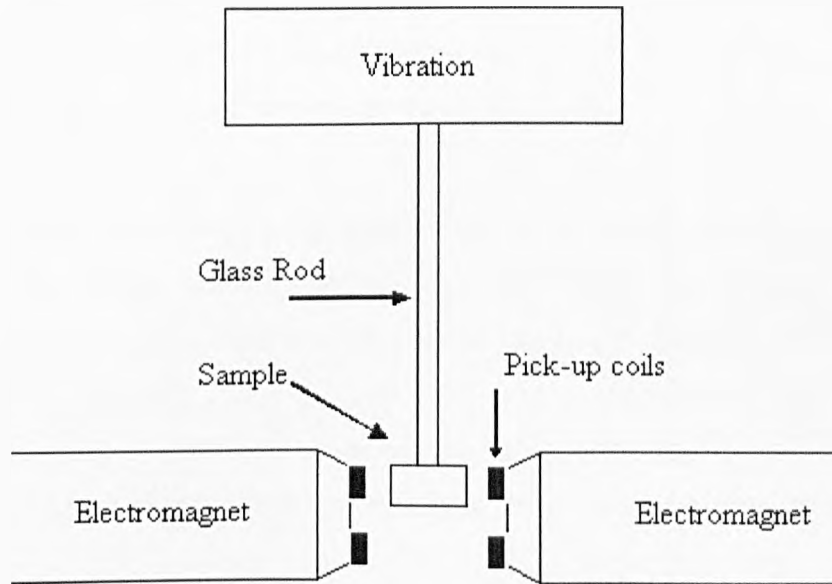 Vibration
Glass Rod
Sample
Pick-up coils
Electromagnet
Electromagnet